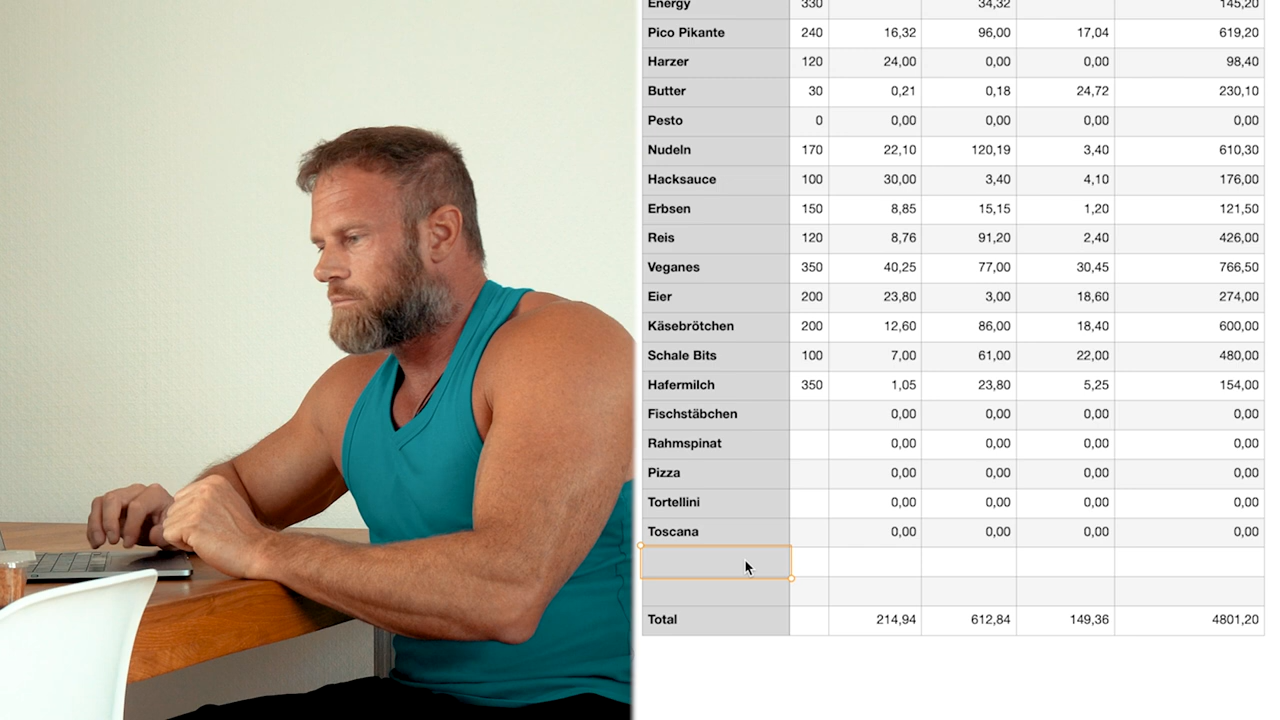 Energy 330 34,32 145,20
Pico Pikante 240 16,32 96,00 17,04 619,20
Harzer 120 24,00 0,00 0,00 98,40
Butter 30 0,21 0,18 24,72 230,10
Pesto 0 0,00 0,00 0,00 0,00
Nudeln 170 22,10 120,19 3,40 610,30
Hacksauce 100 30,00 3,40 4,10 176,00
Erbsen 150 8,85 15,15 1,20 121,50
Reis 120 8,76 91,20 2,40 426,00
Veganes 350 40,25 77,00 30,45 766,50
Eier 200 23,80 3,00 18,60 274,00
Käsebrötchen 200 12,60 86,00 18,40 600,00
Schale Bits 100 7,00 61,00 22,00 480,00
Hafermilch 350 1,05 23,80 5,25 154,00
Fischstäbchen 0,00 0,00 0,00 0,00
Rahmspinat 0,00 0,00 0,00 0,00
Pizza 0,00 0,00 0,00 0,00
Tortellini 0,00 0,00 0,00 0,00
Toscana 0,00 0,00 0,00 0,00
Total 214,94 612,84 149,36 4801,20